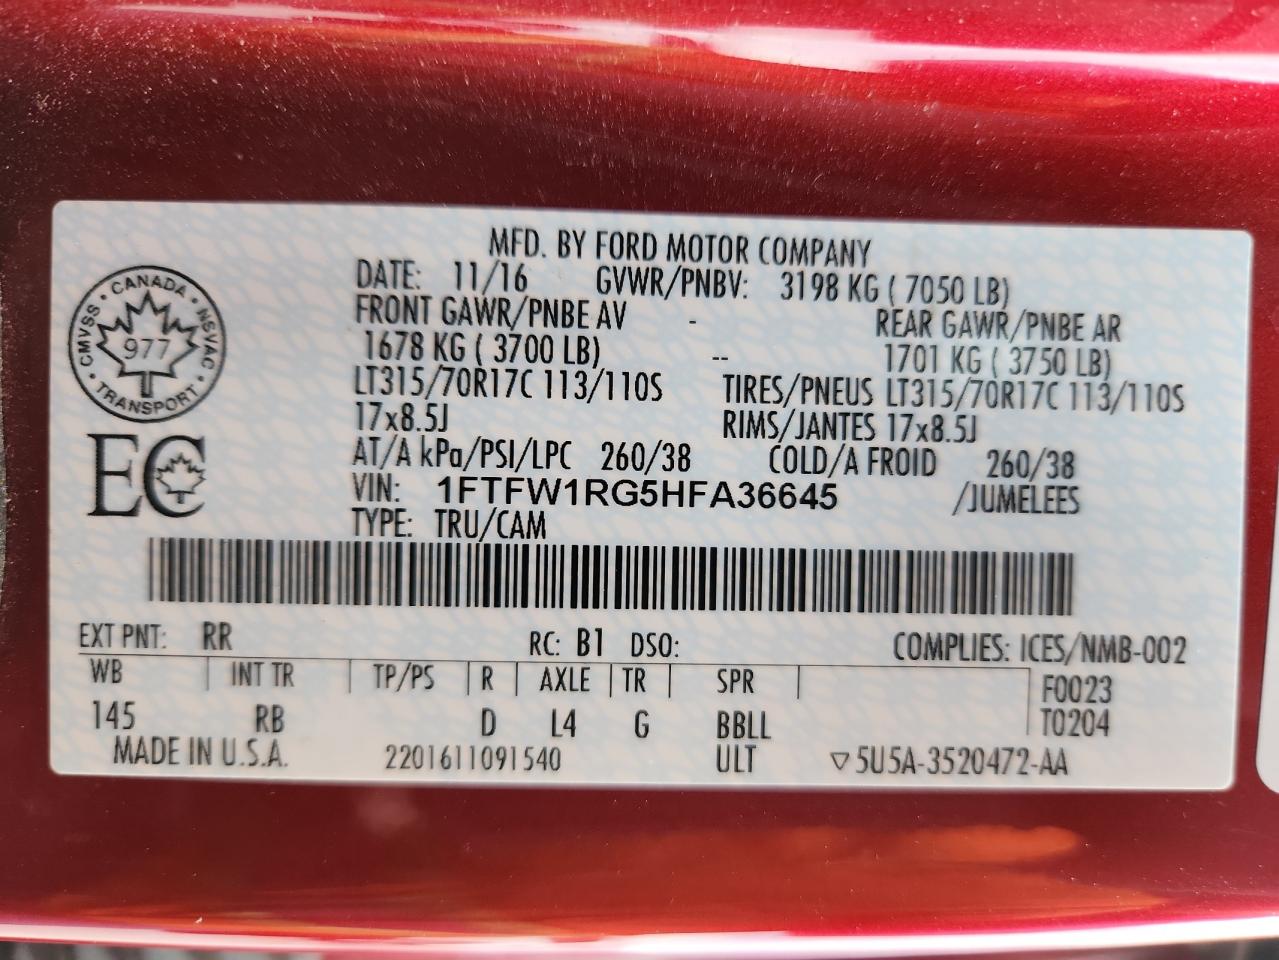 MFD. BY FORD MOTOR COMPANY
DATE: 11/16 GVWR/PNBV: 3198 KG ( 7050 LB)
FRONT GAWR/PNBE AV - REAR GAWR/PNBE AR
1678 KG ( 3700 LB) -- 1701 KG ( 3750 LB)
LT315/70R17C 113/110S TIRES/PNEUS LT315/70R17C 113/110S
17x8.5J RIMS/JANTES 17x8.5J
AT/A kPa/PSI/LPC 260/38 COLD/A FROID 260/38
VIN: 1FTFW1RG5HFA36645 /JUMELEES
TYPE: TRU/CAM
CANADA • NSVAC • TRANSPORT • CMVSS •
977
EC
EXT PNT: RR RC: B1 DSO: COMPLIES: ICES/NMB-002
WB | INT TR | TP/PS | R | AXLE | TR | SPR | F0023
145 RB D L4 G BBLL T0204
MADE IN U.S.A. 2201611091540 ULT ▽5U5A-3520472-AA